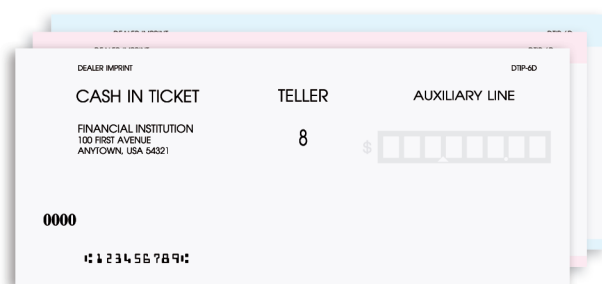 DEALER IMPRINT
DTIP-6D
CASH IN TICKET TELLER AUXILIARY LINE
FINANCIAL INSTITUTION
100 FIRST AVENUE
ANYTOWN, USA 54321
8
$
0000
⑆123456789⑆